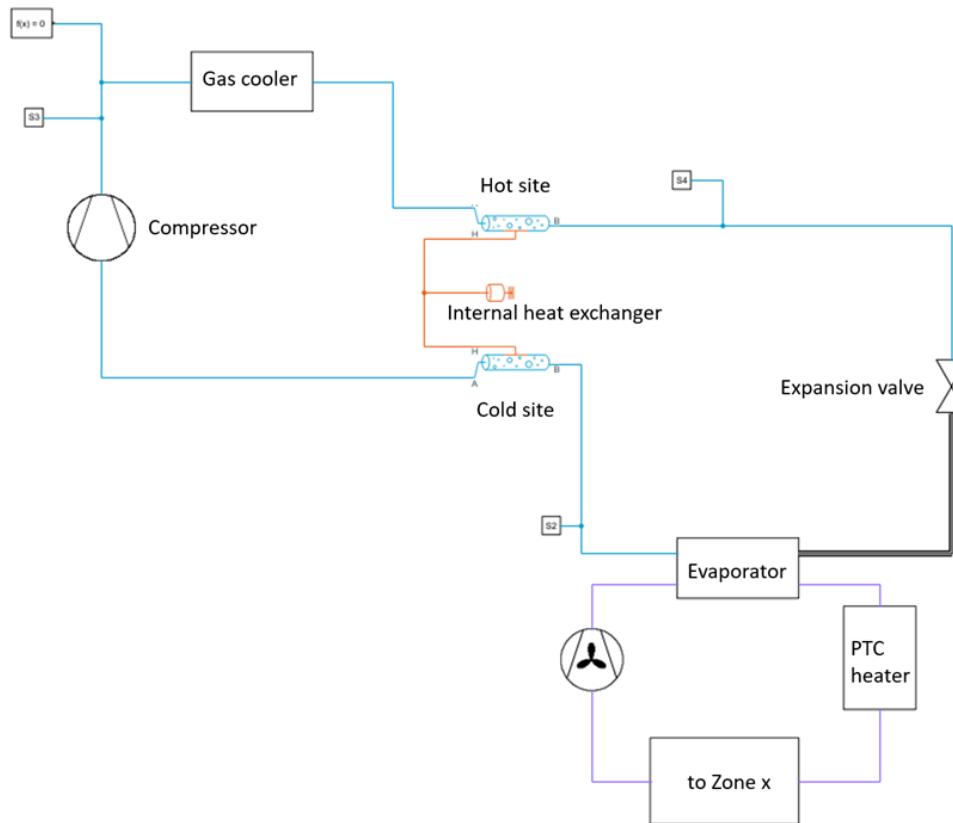 f(x) = 0
Gas cooler
S3
Hot site
S4
Compressor
B
H
Internal heat exchanger
H
A
B
Expansion valve
Cold site
S2
Evaporator
PTC
heater
to Zone x